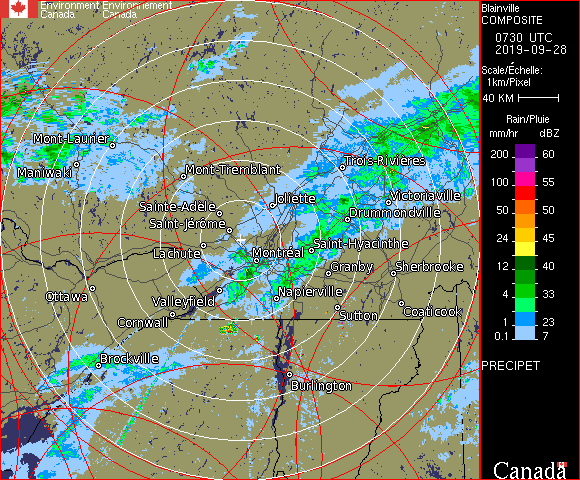 Environment Environnement
Canada Canada
Blainville
COMPOSITE
0730 UTC
2019-09-28
Scale/Échelle:
1km/Pixel
40 KM
Rain/Pluie
mm/hr dBZ
200 60
100 55
50 50
24 45
12 40
4 33
1 23
0.1 7
PRECIPET
Mont-Laurier
Maniwaki
Mont-Tremblant
Trois-Rivières
Sainte-Adèle
Joliette
Victoriaville
Saint-Jérôme
Drummondville
Lachute
Montréal
Saint-Hyacinthe
Granby
Sherbrooke
Ottawa
Valleyfield
Napierville
Cornwall
Sutton
Coaticook
Brockville
Burlington
Canada